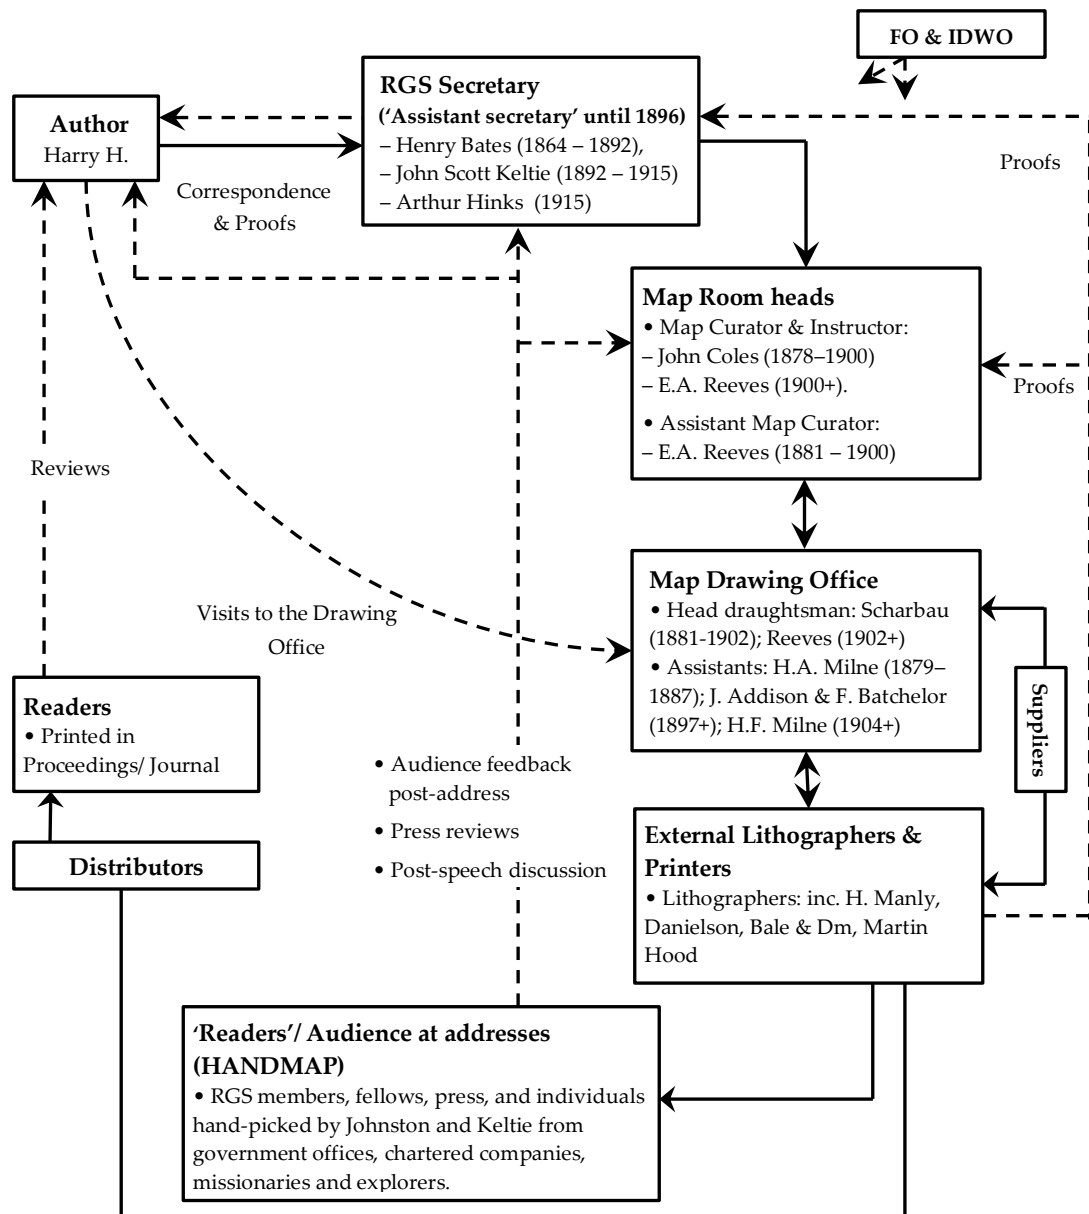 FO & IDWO
RGS Secretary
(‘Assistant secretary’ until 1896)
– Henry Bates (1864 – 1892),
– John Scott Keltie (1892 – 1915)
– Arthur Hinks (1915)
Author
Harry H.
Correspondence
& Proofs
Proofs
Map Room heads
• Map Curator & Instructor:
– John Coles (1878–1900)
– E.A. Reeves (1900+).
• Assistant Map Curator:
– E.A. Reeves (1881 – 1900)
Proofs
Reviews
Map Drawing Office
• Head draughtsman: Scharbau
(1881-1902); Reeves (1902+)
• Assistants: H.A. Milne (1879–
1887); J. Addison & F. Batchelor
(1897+); H.F. Milne (1904+)
Visits to the Drawing
Office
Suppliers
Readers
• Printed in
Proceedings/ Journal
• Audience feedback
post-address
• Press reviews
• Post-speech discussion
Distributors
External Lithographers &
Printers
• Lithographers: inc. H. Manly,
Danielson, Bale & Dm, Martin
Hood
‘Readers’/ Audience at addresses
(HANDMAP)
• RGS members, fellows, press, and individuals
hand-picked by Johnston and Keltie from
government offices, chartered companies,
missionaries and explorers.